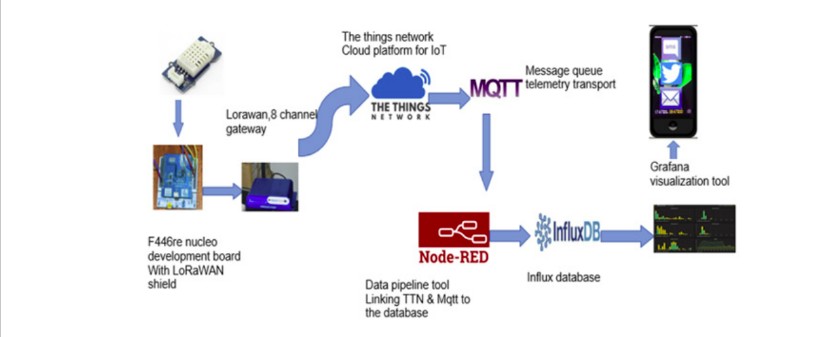 The things network
Cloud platform for IoT
THE THINGS
NETWORK
MQTT
Message queue
telemetry transport
Lorawan,8 channel
gateway
Grafana
visualization tool
F446re nucleo
development board
With LoRaWAN
shield
Node-RED
InfluxDB
Data pipeline tool
Linking TTN & Mqtt to
the database
Influx database